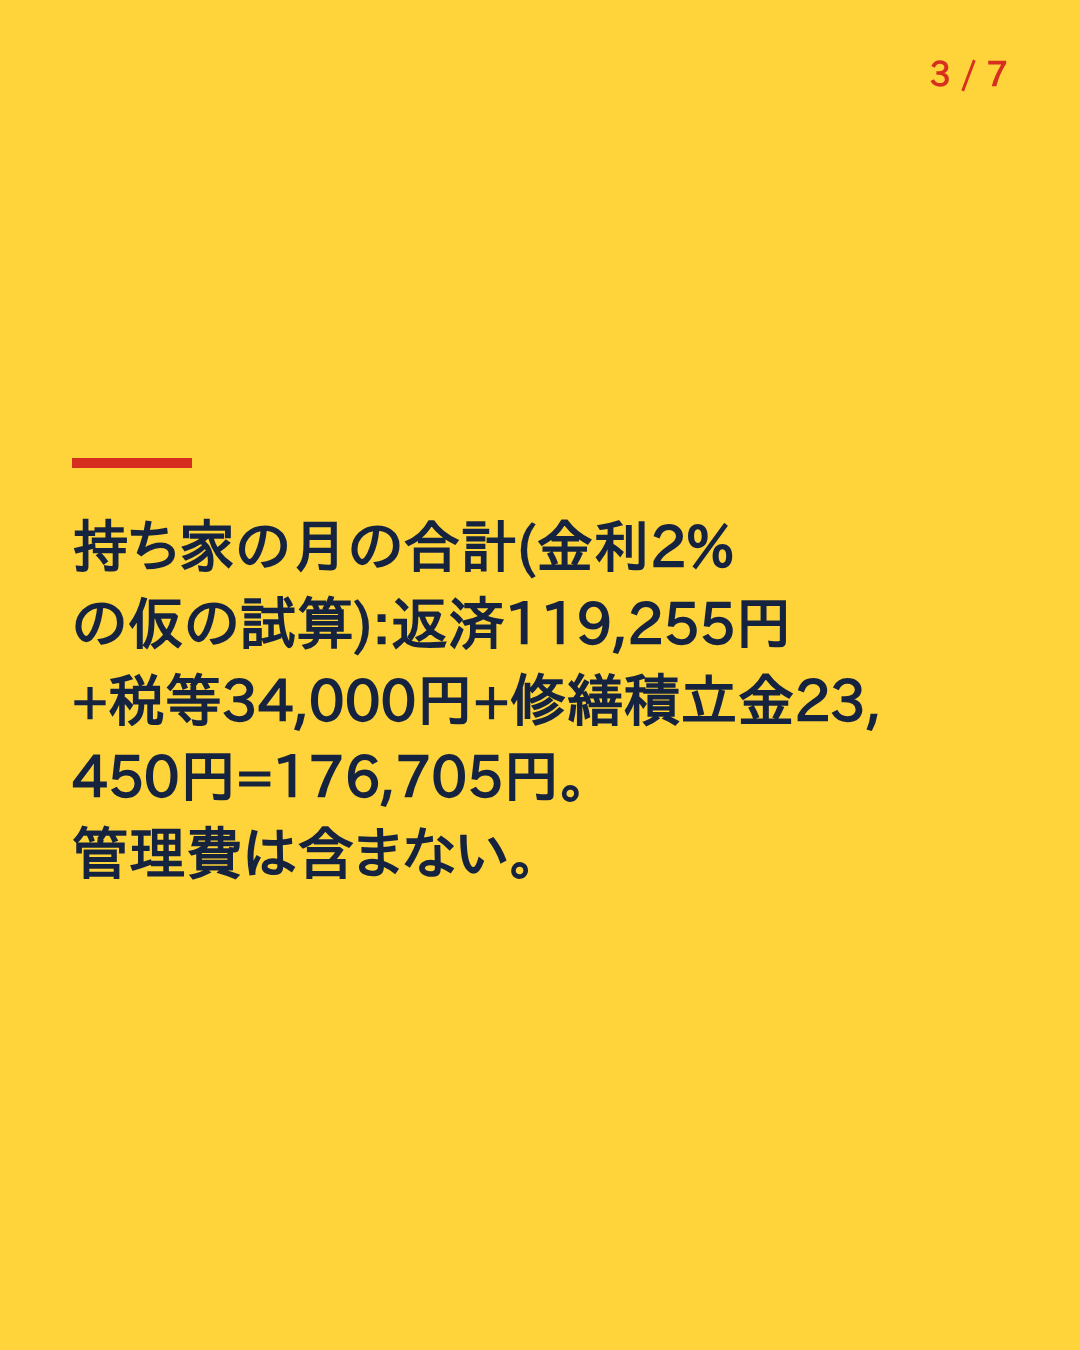 3 / 7
持ち家の月の合計(金利2%
の仮の試算):返済119,255円
+税等34,000円+修繕積立金23,
450円=176,705円。
管理費は含まない。